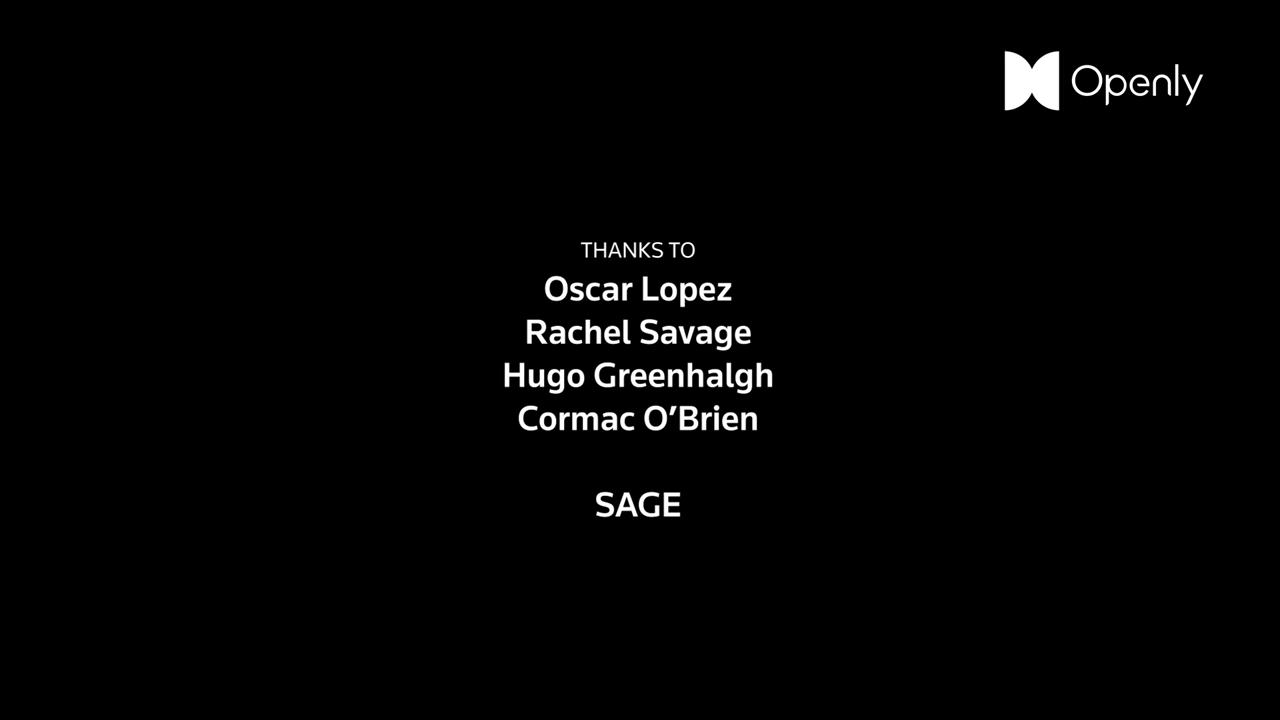 Openly
THANKS TO
Oscar Lopez
Rachel Savage
Hugo Greenhalgh
Cormac O’Brien
SAGE